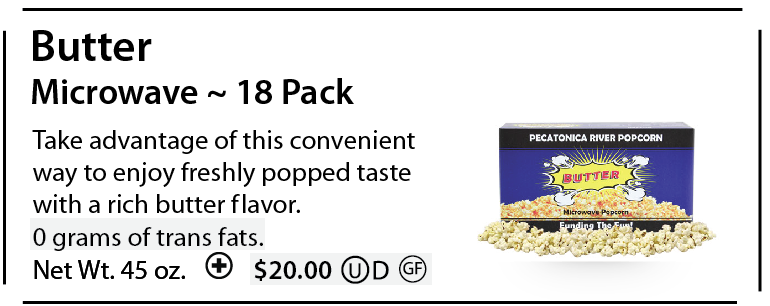 Butter
Microwave ~ 18 Pack
Take advantage of this convenient
way to enjoy freshly popped taste
with a rich butter flavor.
0 grams of trans fats.
Net Wt. 45 oz. $20.00 Ⓤ D GF
PECATONICA RIVER POPCORN
BUTTER
Microwave Popcorn
Funding The Fun!